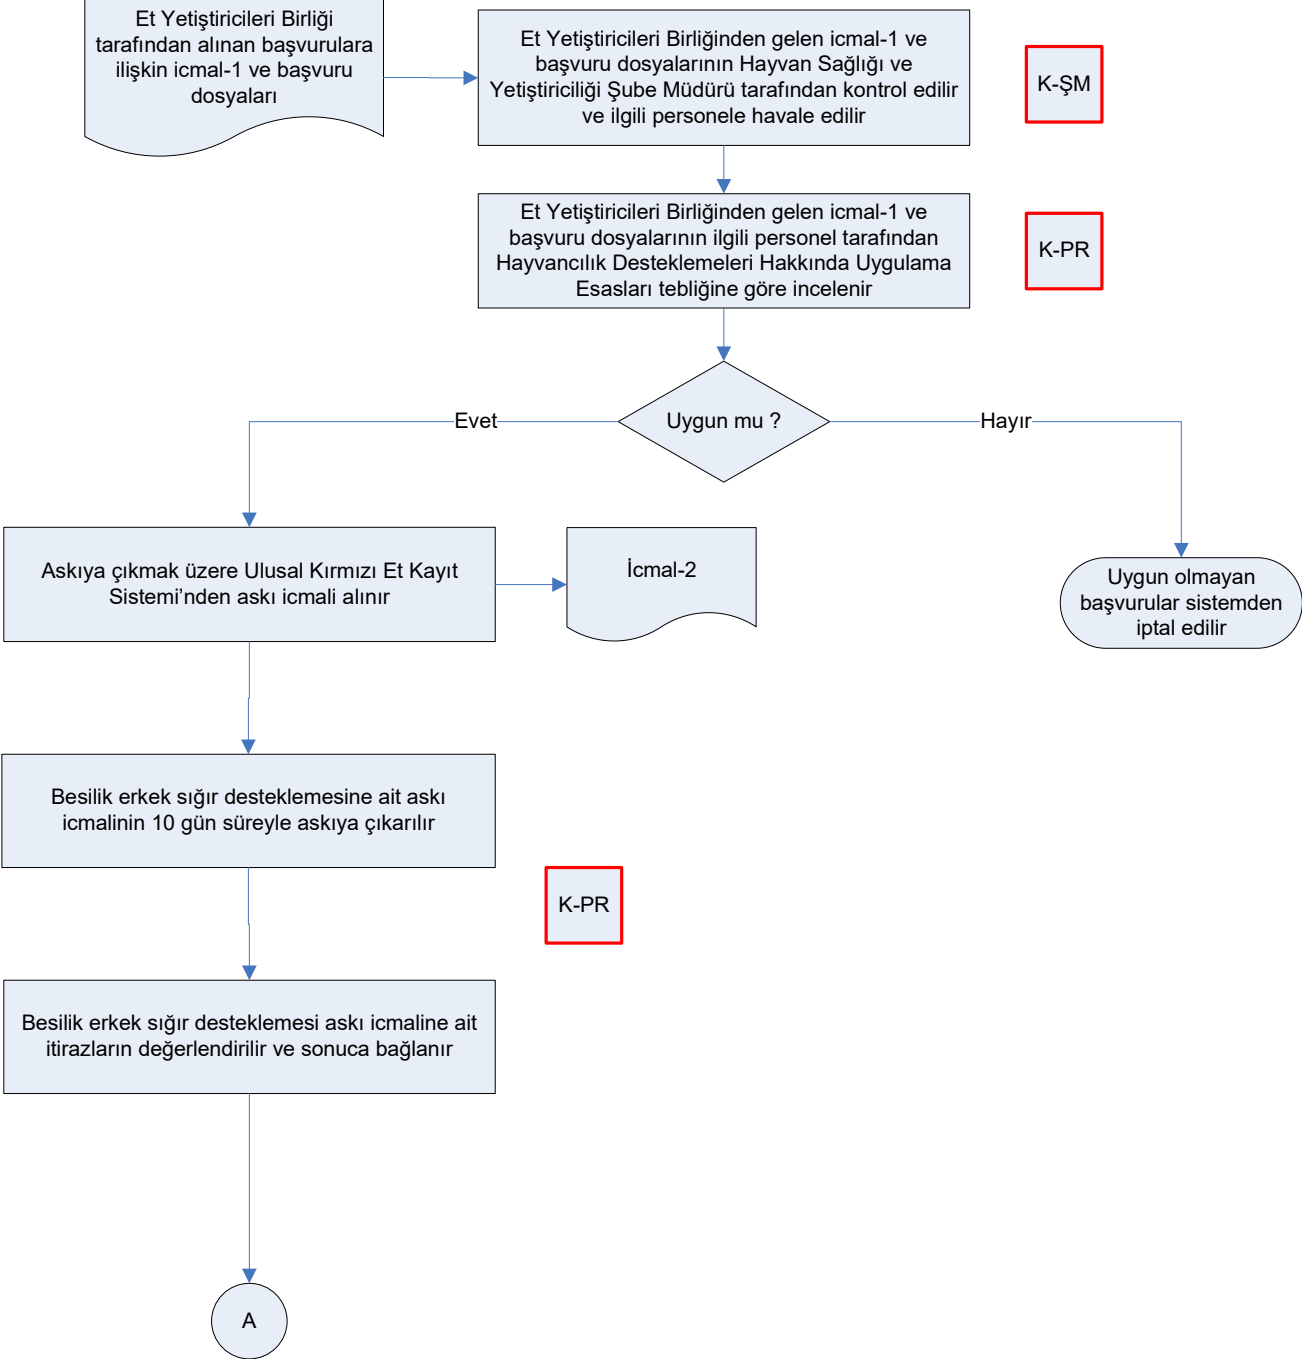 Et Yetiştiricileri Birliği
tarafından alınan başvurulara
ilişkin icmal-1 ve başvuru
dosyaları
Et Yetiştiricileri Birliğinden gelen icmal-1 ve
başvuru dosyalarının Hayvan Sağlığı ve
Yetiştiriciliği Şube Müdürü tarafından kontrol edilir
ve ilgili personele havale edilir
K-ŞM
Et Yetiştiricileri Birliğinden gelen icmal-1 ve
başvuru dosyalarının ilgili personel tarafından
Hayvancılık Desteklemeleri Hakkında Uygulama
Esasları tebliğine göre incelenir
K-PR
Uygun mu ?
Evet
Hayır
Askıya çıkmak üzere Ulusal Kırmızı Et Kayıt
Sistemi’nden askı icmali alınır
İcmal-2
Uygun olmayan
başvurular sistemden
iptal edilir
Besilik erkek sığır desteklemesine ait askı
icmalinin 10 gün süreyle askıya çıkarılır
K-PR
Besilik erkek sığır desteklemesi askı icmaline ait
itirazların değerlendirilir ve sonuca bağlanır
A